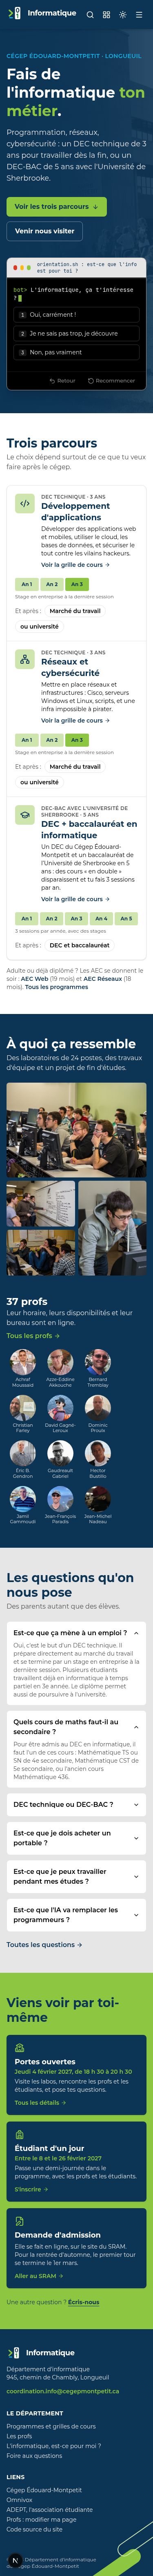 Informatique
CÉGEP ÉDOUARD-MONTPETIT · LONGUEUIL
Fais de
l'informatique ton
métier.
Programmation, réseaux,
cybersécurité : un DEC technique de 3
ans pour travailler dès la fin, ou un
DEC-BAC de 5 ans avec l'Université de
Sherbrooke.
Voir les trois parcours ↓
Venir nous visiter
orientation.sh : est-ce que l'info
est pour toi ?
bot> L'informatique, ça t'intéresse
?
1 Oui, carrément !
2 Je ne sais pas trop, je découvre
3 Non, pas vraiment
Retour
Recommencer
Trois parcours
Le choix dépend surtout de ce que tu veux
faire après le cégep.
DEC TECHNIQUE · 3 ANS
Développement
d'applications
Développer des applications web
et mobiles, utiliser le cloud, les
bases de données, et sécuriser le
tout contre les vilains hackeurs.
Voir la grille de cours →
An 1
An 2
An 3
Stage en entreprise à la dernière session
Et après : Marché du travail
ou université
DEC TECHNIQUE · 3 ANS
Réseaux et
cybersécurité
Mettre en place réseaux et
infrastructures : Cisco, serveurs
Windows et Linux, scripts, et une
infra impossible à pirater.
Voir la grille de cours →
An 1
An 2
An 3
Stage en entreprise à la dernière session
Et après : Marché du travail
ou université
DEC-BAC AVEC L'UNIVERSITÉ DE
SHERBROOKE · 5 ANS
DEC + baccalauréat en
informatique
Un DEC du Cégep Édouard-
Montpetit et un baccalauréat de
l'Université de Sherbrooke en 5
ans : des cours « en double »
disparaissent et tu fais 3 sessions
par an.
Voir la grille de cours →
An 1
An 2
An 3
An 4
An 5
3 sessions par année, avec des stages
Et après : DEC et baccalauréat
Adulte ou déjà diplômé ? Les AEC se donnent le
soir : AEC Web (19 mois) et AEC Réseaux (18
mois). Tous les programmes
À quoi ça ressemble
Des laboratoires de 24 postes, des travaux
d'équipe et un projet de fin d'études.
37 profs
Leur horaire, leurs disponibilités et leur
bureau sont en ligne.
Tous les profs →
Achraf
Moussaid
Azze-Eddine
Akkouche
Bernard
Tremblay
Christian
Farley
David Gagné-
Leroux
Dominic
Proulx
Éric B.
Gendron
Gaudreault
Gabriel
Hector
Bustillo
Jamil
Gammoudi
Jean-François
Paradis
Jean-Michel
Nadeau
Les questions qu'on
nous pose
Des parents autant que des élèves.
Est-ce que ça mène à un emploi ?
Oui, c'est le but d'un DEC technique. Il
prépare directement au marché du travail
et se termine par un stage en entreprise à la
dernière session. Plusieurs étudiants
travaillent déjà en informatique à temps
partiel en 3e année. Le diplôme permet
aussi de poursuivre à l'université.
Quels cours de maths faut-il au
secondaire ?
Pour être admis au DEC en informatique, il
faut l'un de ces cours : Mathématique TS ou
SN de 4e secondaire, Mathématique CST de
5e secondaire, ou l'ancien cours
Mathématique 436.
DEC technique ou DEC-BAC ?
Est-ce que je dois acheter un
portable ?
Est-ce que je peux travailler
pendant mes études ?
Est-ce que l'IA va remplacer les
programmeurs ?
Toutes les questions →
Viens voir par toi-
même
Portes ouvertes
Jeudi 4 février 2027, de 18 h 30 à 20 h 30
Visite les labos, rencontre les profs et les
étudiants, et pose tes questions.
Tous les détails →
Étudiant d'un jour
Entre le 8 et le 26 février 2027
Passe une demi-journée dans le
programme, avec les profs et les étudiants.
S'inscrire →
Demande d'admission
Elle se fait en ligne, sur le site du SRAM.
Pour la rentrée d'automne, le premier tour
se termine le 1er mars.
Aller au SRAM →
Une autre question ? Écris-nous
Informatique
Département d'informatique
945, chemin de Chambly, Longueuil
coordination.info@cegepmontpetit.ca
LE DÉPARTEMENT
Programmes et grilles de cours
Les profs
L'informatique, est-ce pour moi ?
Foire aux questions
LIENS
Cégep Édouard-Montpetit
Omnivox
ADEPT, l'association étudiante
Profs : modifier ma page
Code source du site
N
Département d'informatique
Cégep Édouard-Montpetit